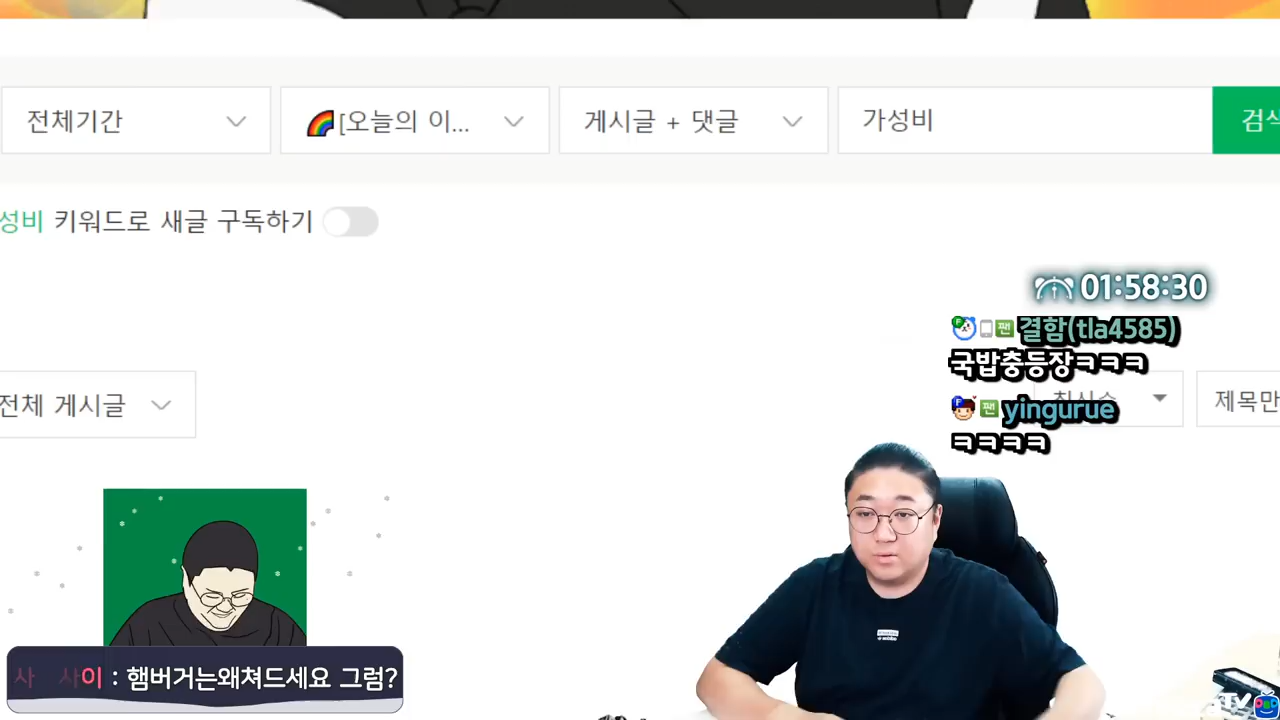 전체기간
[오늘의 이...
게시글 + 댓글
가성비
성비 키워드로 새글 구독하기
01:58:30
짼 결함(tla4585)
국밥충등장ㅋㅋㅋ
짼 yingurue
ㅋㅋㅋㅋ
전체 게시글
제목만
이 : 햄버거는왜쳐드세요 그럼?
TV